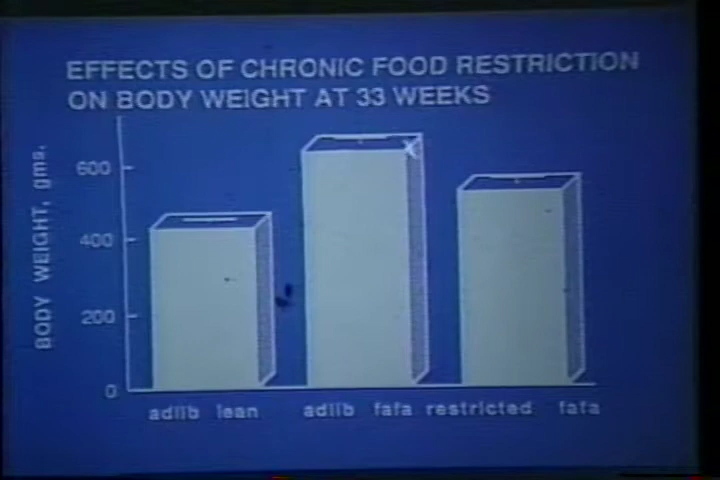 EFFECTS OF CHRONIC FOOD RESTRICTION
ON BODY WEIGHT AT 33 WEEKS
BODY WEIGHT, gms.
600
400
200
0
adlib lean
adlib fafa
restricted fafa